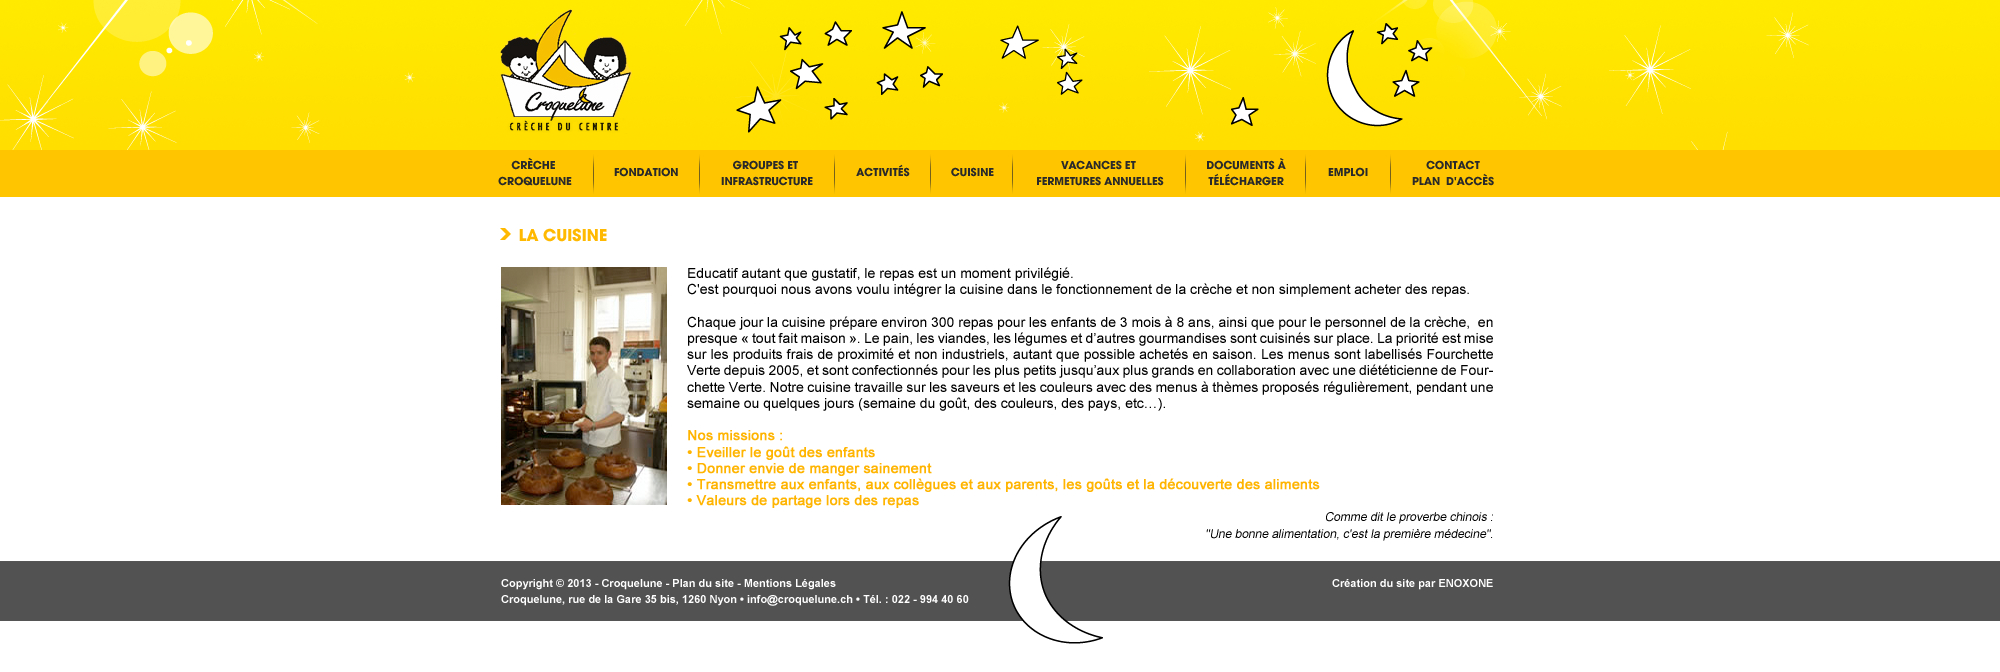 Croquelune
CRÈCHE DU CENTRE
CRÈCHE
CROQUELUNE
FONDATION
GROUPES ET
INFRASTRUCTURE
ACTIVITÉS
CUISINE
VACANCES ET
FERMETURES ANNUELLES
DOCUMENTS À
TÉLÉCHARGER
EMPLOI
CONTACT
PLAN D'ACCÈS
LA CUISINE
Educatif autant que gustatif, le repas est un moment privilégié.
C'est pourquoi nous avons voulu intégrer la cuisine dans le fonctionnement de la crèche et non simplement acheter des repas.
Chaque jour la cuisine prépare environ 300 repas pour les enfants de 3 mois à 8 ans, ainsi que pour le personnel de la crèche, en
presque « tout fait maison ». Le pain, les viandes, les légumes et d’autres gourmandises sont cuisinés sur place. La priorité est mise
sur les produits frais de proximité et non industriels, autant que possible achetés en saison. Les menus sont labellisés Fourchette
Verte depuis 2005, et sont confectionnés pour les plus petits jusqu’aux plus grands en collaboration avec une diététicienne de Four-
chette Verte. Notre cuisine travaille sur les saveurs et les couleurs avec des menus à thèmes proposés régulièrement, pendant une
semaine ou quelques jours (semaine du goût, des couleurs, des pays, etc…).
Nos missions :
• Eveiller le goût des enfants
• Donner envie de manger sainement
• Transmettre aux enfants, aux collègues et aux parents, les goûts et la découverte des aliments
• Valeurs de partage lors des repas
Comme dit le proverbe chinois :
"Une bonne alimentation, c'est la première médecine".
Copyright © 2013 - Croquelune - Plan du site - Mentions Légales
Croquelune, rue de la Gare 35 bis, 1260 Nyon • info@croquelune.ch • Tél. : 022 - 994 40 60
Création du site par ENOXONE